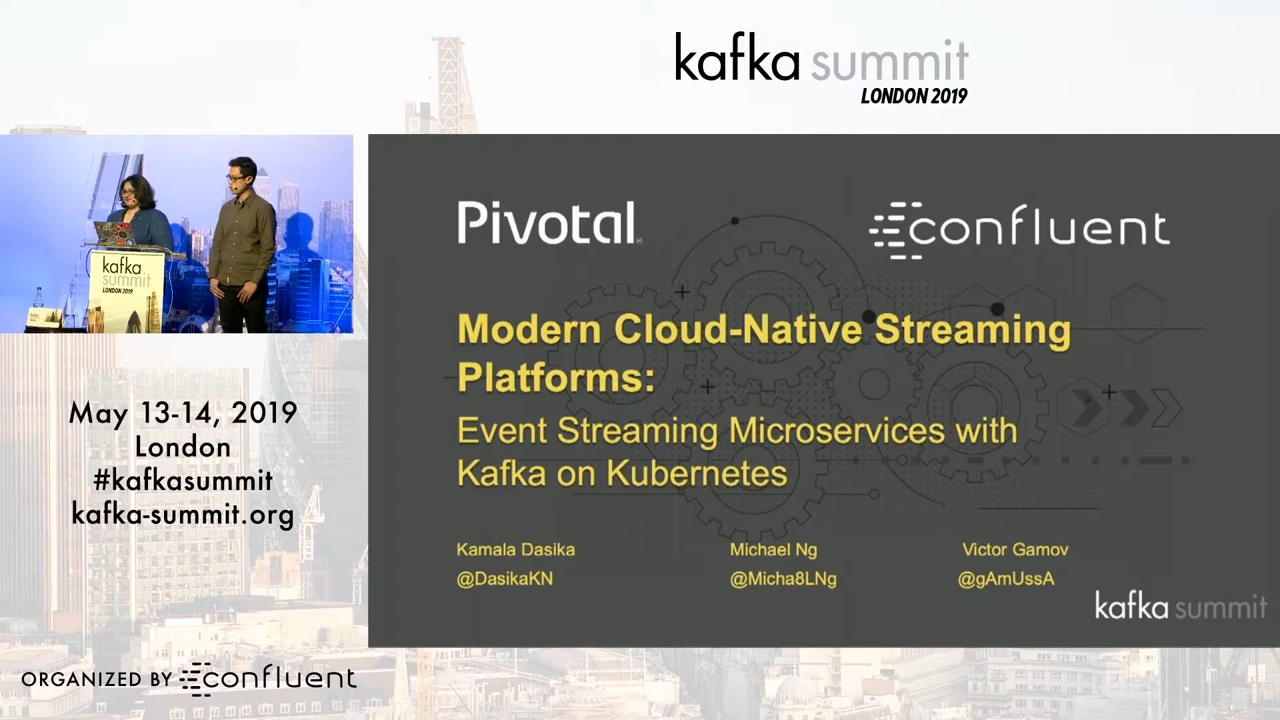 kafka summit
LONDON 2019
kafka
summit
LONDON 2019
May 13-14, 2019
London
#kafkasummit
kafka-summit.org
ORGANIZED BY confluent
Pivotal
confluent
Modern Cloud-Native Streaming
Platforms:
Event Streaming Microservices with
Kafka on Kubernetes
Kamala Dasika
Michael Ng
Victor Gamov
@DasikaKN
@Micha8LNg
@gAmUssA
kafka summit